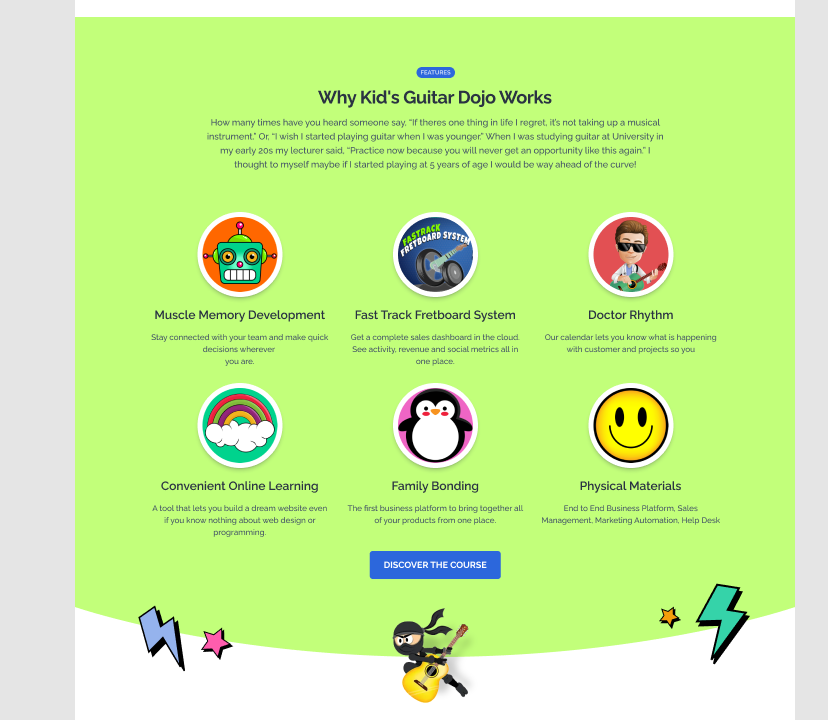 FEATURES
Why Kid's Guitar Dojo Works
How many times have you heard someone say, “If theres one thing in life I regret, it’s not taking up a musical
instrument.” Or, “I wish I started playing guitar when I was younger.” When I was studying guitar at University in
my early 20s my lecturer said, “Practice now because you will never get an opportunity like this again.” I
thought to myself maybe if I started playing at 5 years of age I would be way ahead of the curve!
FASTRACK
FRETBOARD SYSTEM
Muscle Memory Development
Fast Track Fretboard System
Doctor Rhythm
Stay connected with your team and make quick
decisions wherever
you are.
Get a complete sales dashboard in the cloud.
See activity, revenue and social metrics all in
one place.
Our calendar lets you know what is happening
with customer and projects so you
Convenient Online Learning
Family Bonding
Physical Materials
A tool that lets you build a dream website even
if you know nothing about web design or
programming.
The first business platform to bring together all
of your products from one place.
End to End Business Platform, Sales
Management, Marketing Automation, Help Desk
DISCOVER THE COURSE